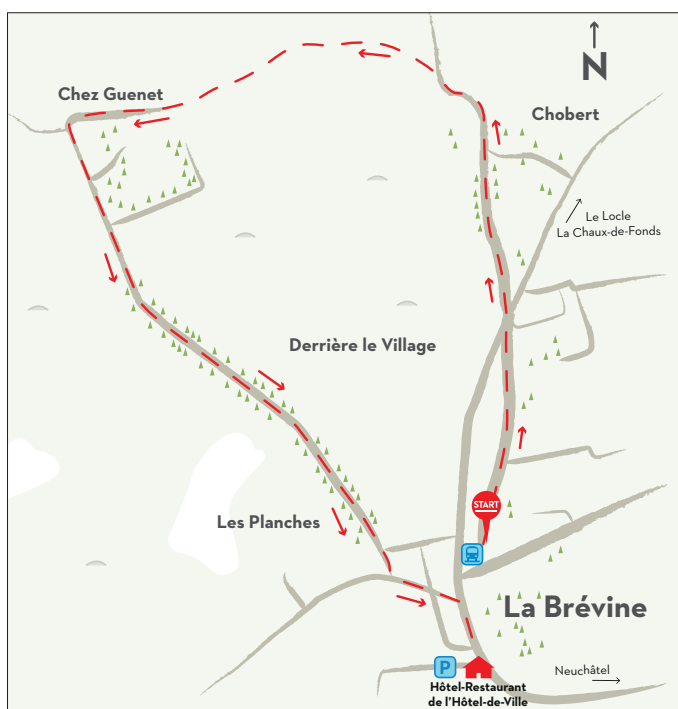 N
Chez Guenet
Chobert
Le Locle
La Chaux-de-Fonds
Derrière le Village
START
Les Planches
La Brévine
P
Neuchâtel
Hôtel-Restaurant
de l'Hôtel-de-Ville